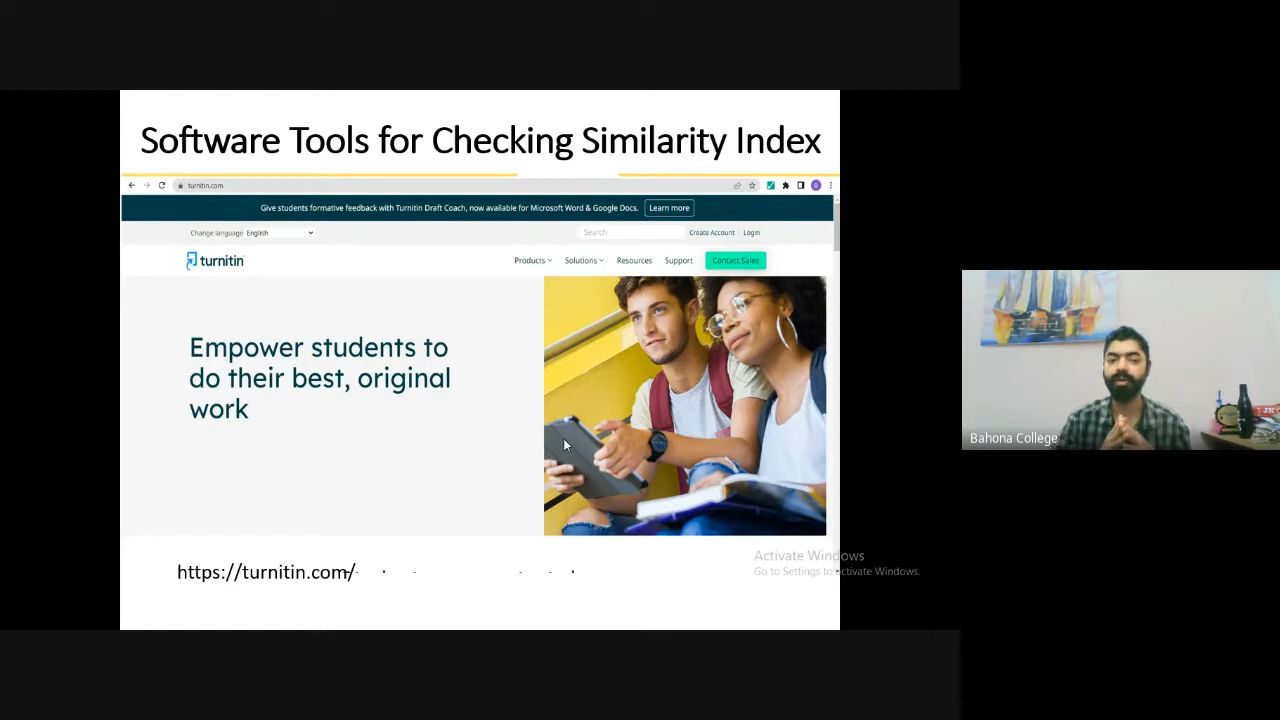 Software Tools for Checking Similarity Index
turnitin.com
Give students formative feedback with Turnitin Draft Coach, now available for Microsoft Word & Google Docs. Learn more
Change language: English
Search
Create Account
Login
turnitin
Products
Solutions
Resources
Support
Contact Sales
Empower students to
do their best, original
work
https://turnitin.com/
Activate Windows
Go to Settings to activate Windows.
Bahona College